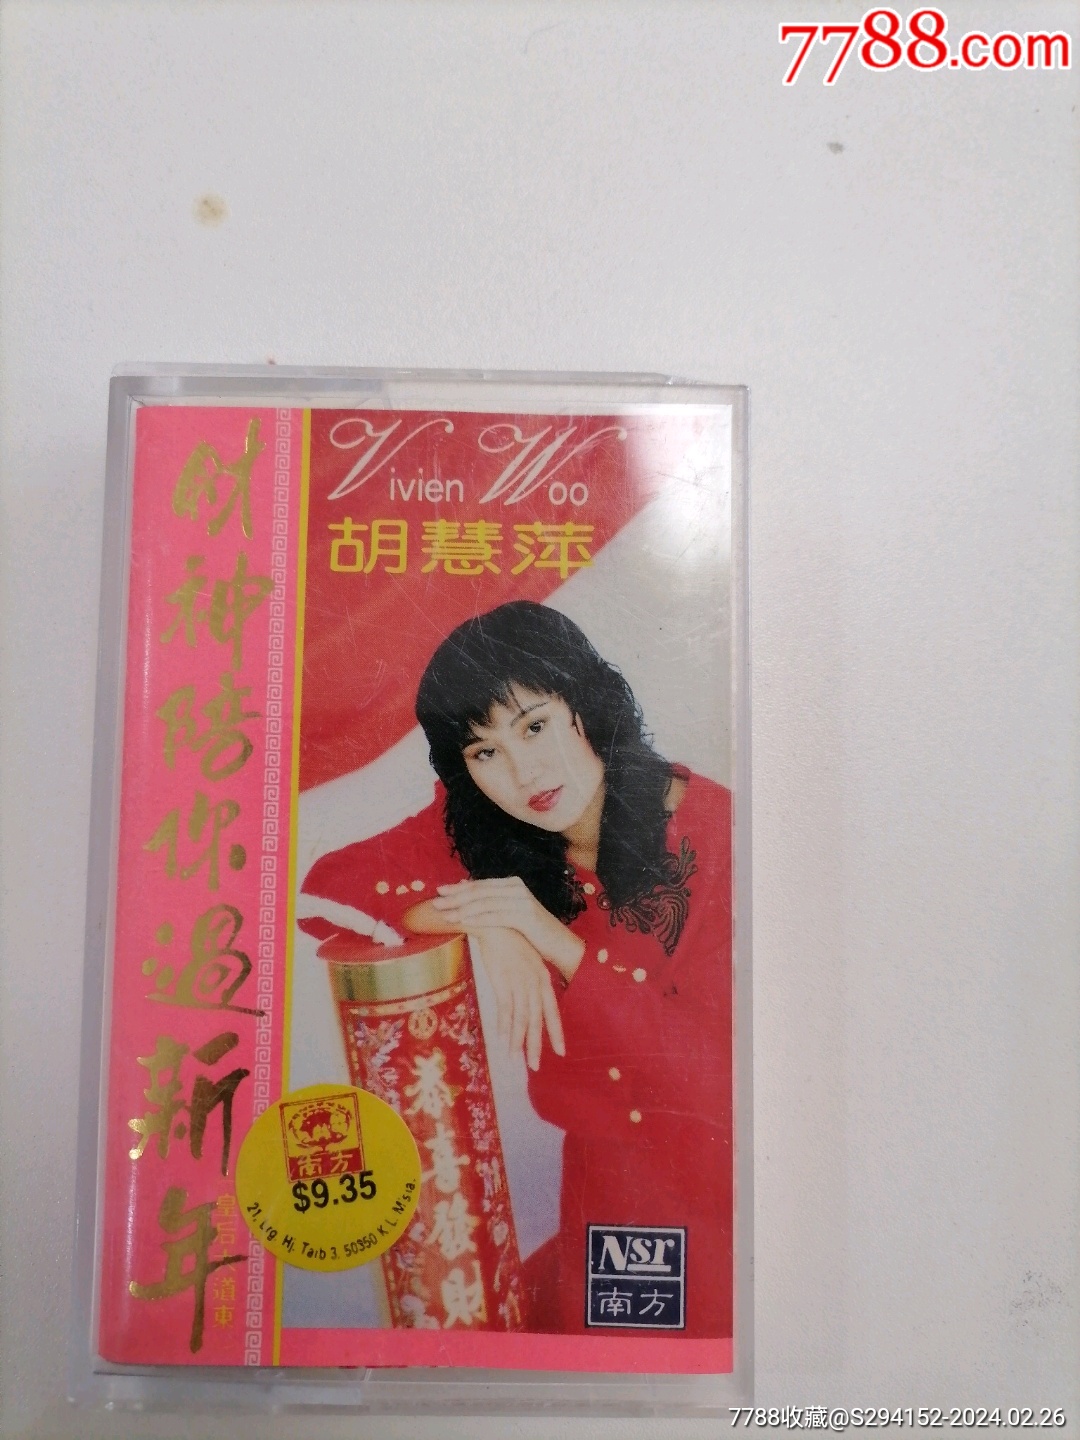 7788.com
Vivien Woo
胡慧萍
財神陪你過新年
皇后大道東
恭喜發財
南方
$9.35
21, Lrg. Hj. Taib 3, 50350 K.L. M'sia.
Nsr
南方
7788收藏@S294152-2024.02.26